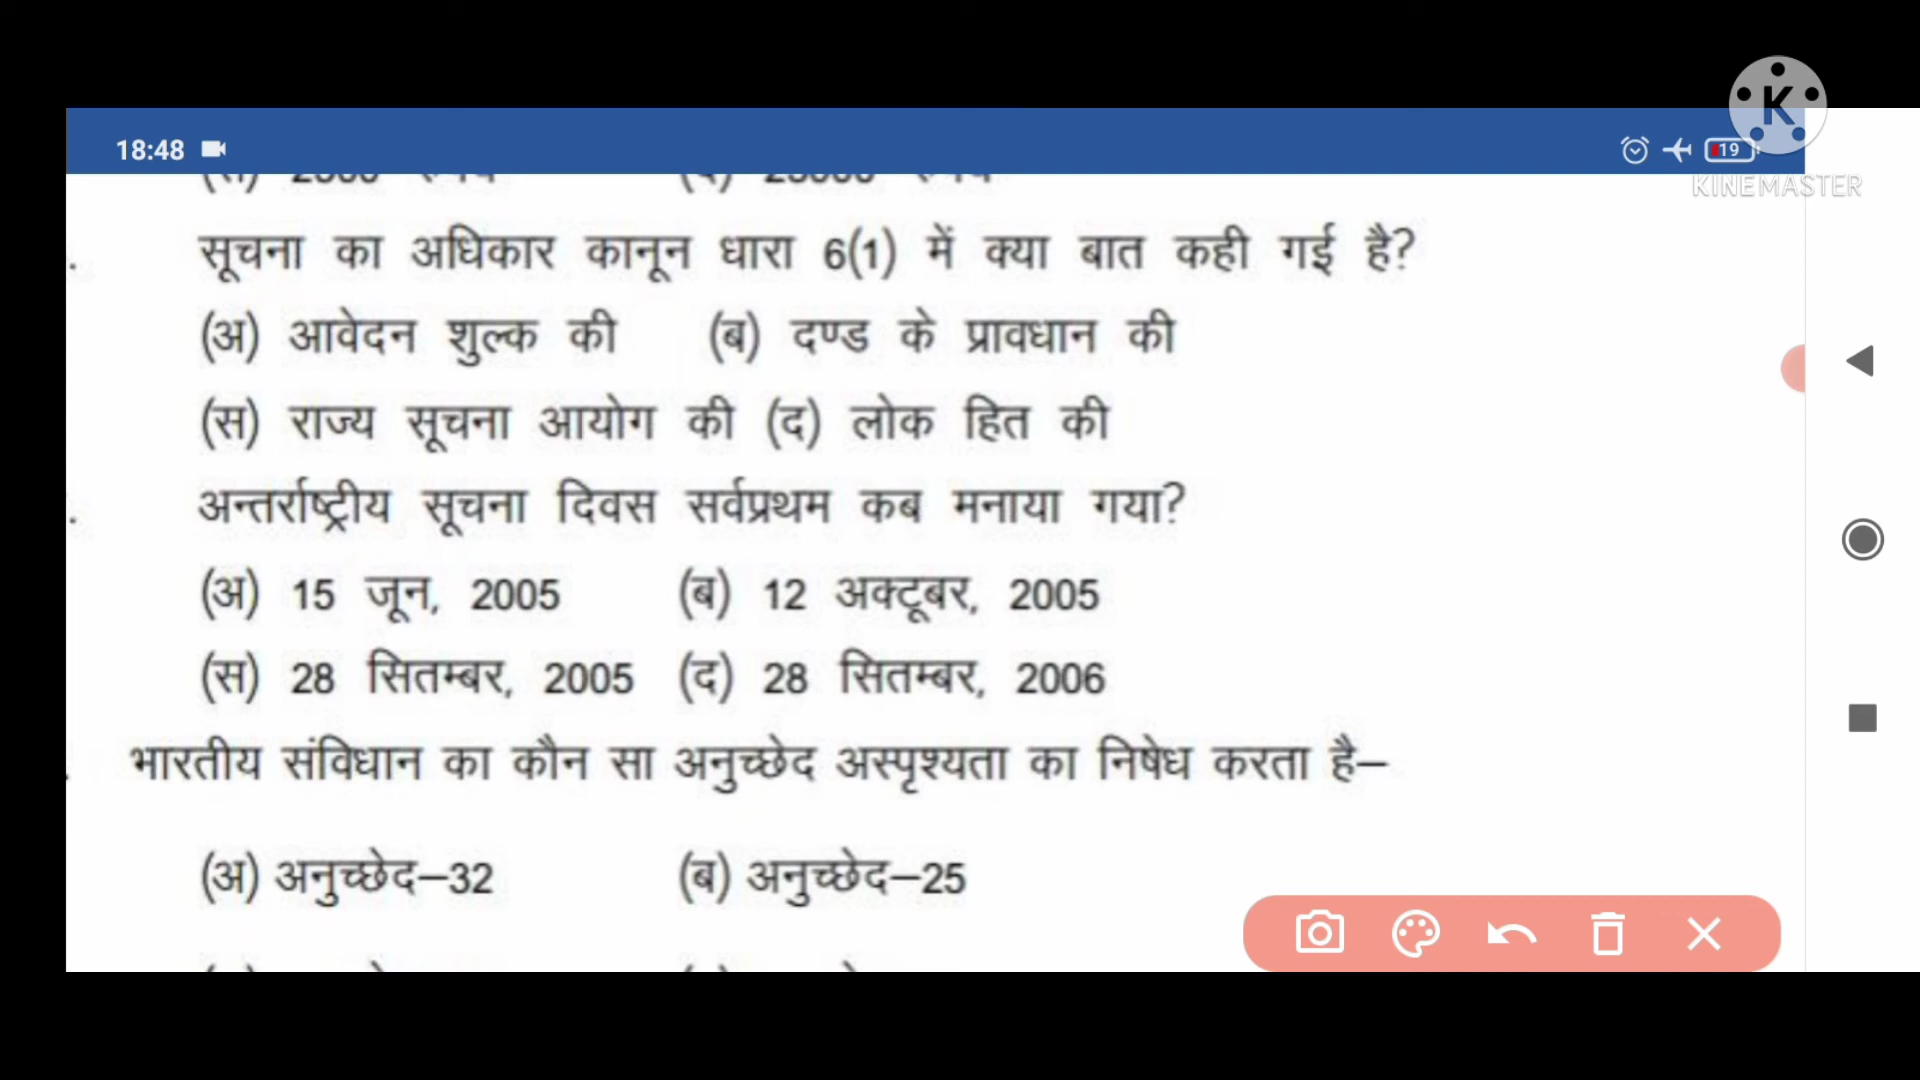 18:48
19
K
KINEMASTER
सूचना का अधिकार कानून धारा 6(1) में क्या बात कही गई है?
(अ) आवेदन शुल्क की (ब) दण्ड के प्रावधान की
(स) राज्य सूचना आयोग की (द) लोक हित की
अन्तर्राष्ट्रीय सूचना दिवस सर्वप्रथम कब मनाया गया?
(अ) 15 जून, 2005 (ब) 12 अक्टूबर, 2005
(स) 28 सितम्बर, 2005 (द) 28 सितम्बर, 2006
भारतीय संविधान का कौन सा अनुच्छेद अस्पृश्यता का निषेध करता है–
(अ) अनुच्छेद–32 (ब) अनुच्छेद–25